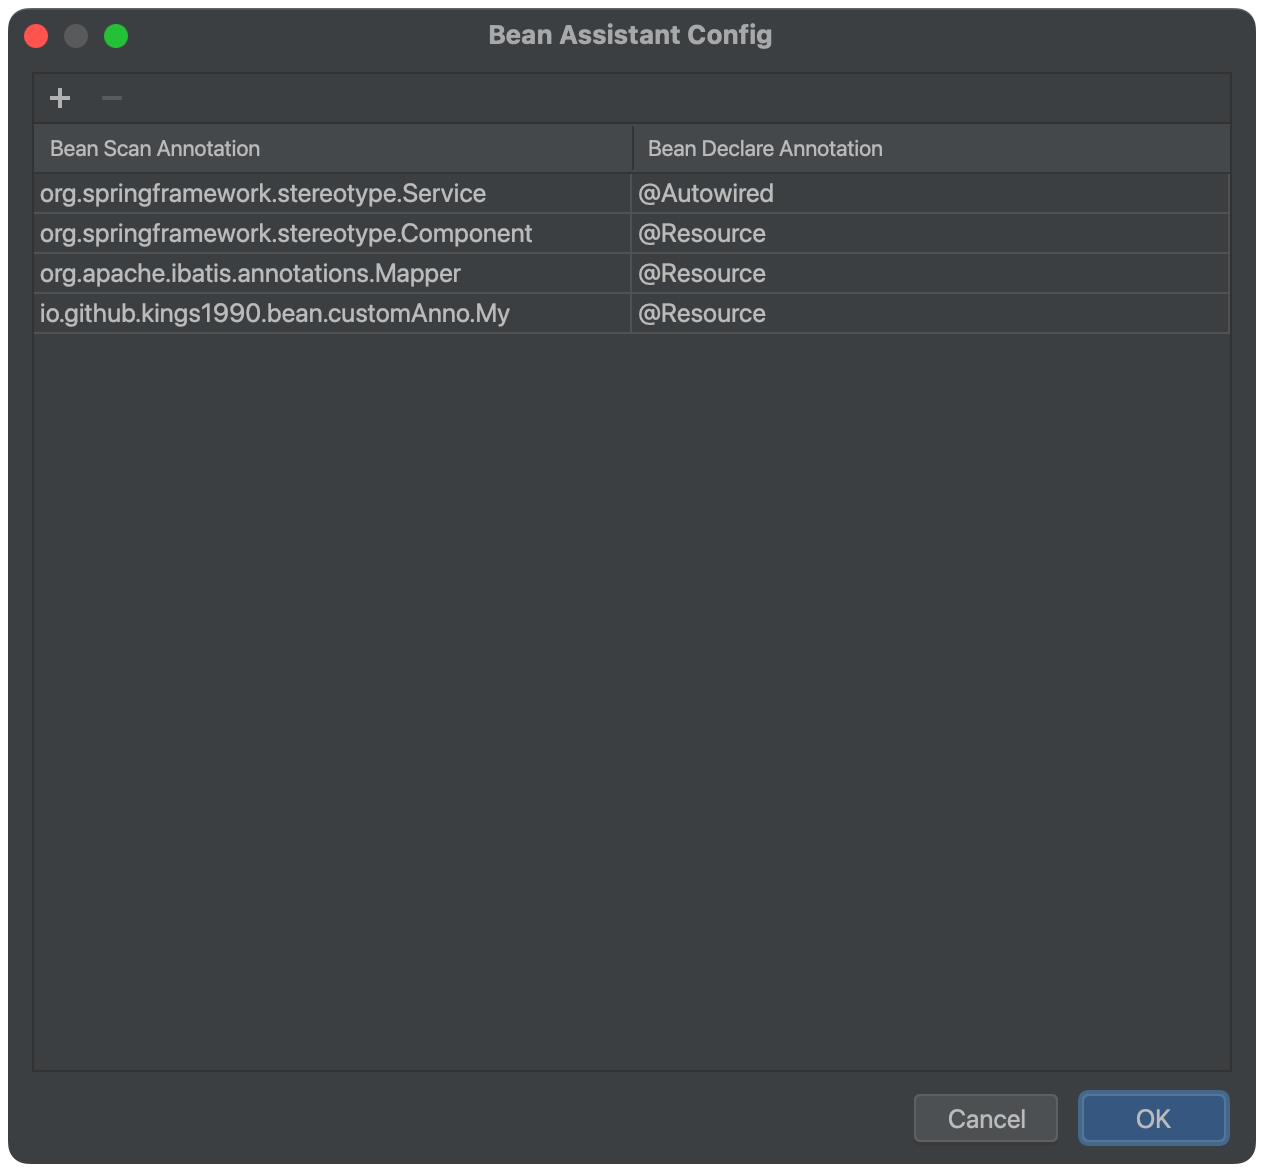 Bean Assistant Config
Bean Scan Annotation Bean Declare Annotation
org.springframework.stereotype.Service @Autowired
org.springframework.stereotype.Component @Resource
org.apache.ibatis.annotations.Mapper @Resource
io.github.kings1990.bean.customAnno.My @Resource
Cancel OK